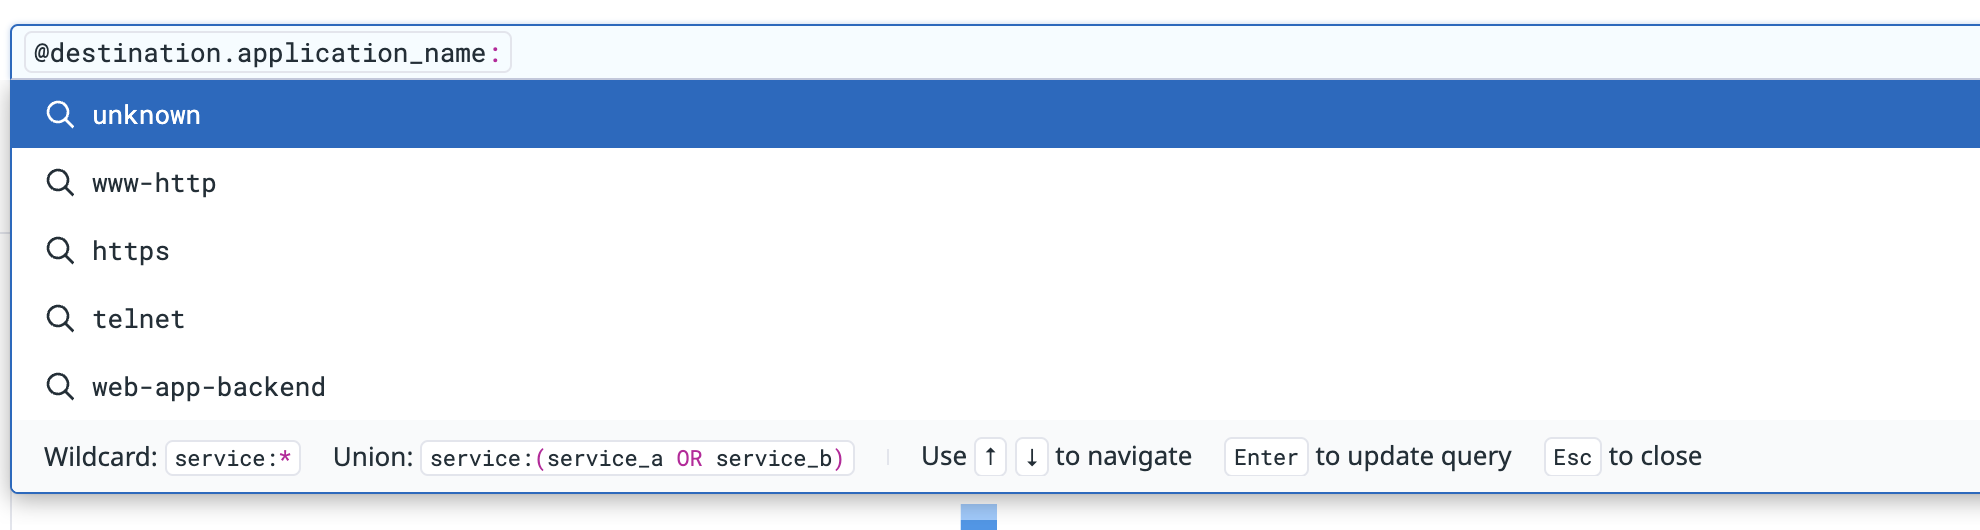 @destination.application_name:
unknown
www-http
https
telnet
web-app-backend
Wildcard: service:* Union: service:(service_a OR service_b) Use ↑ ↓ to navigate Enter to update query Esc to close